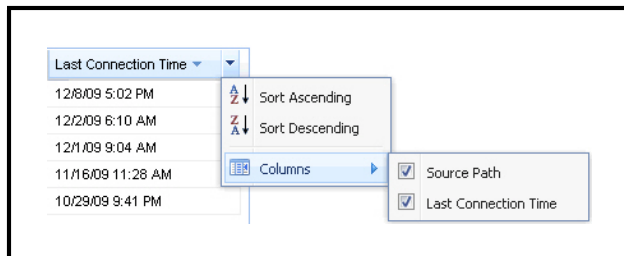 Last Connection Time
12/8/09 5:02 PM
12/2/09 6:10 AM
12/1/09 9:04 AM
11/16/09 11:28 AM
10/29/09 9:41 PM
Sort Ascending
Sort Descending
Columns
Source Path
Last Connection Time